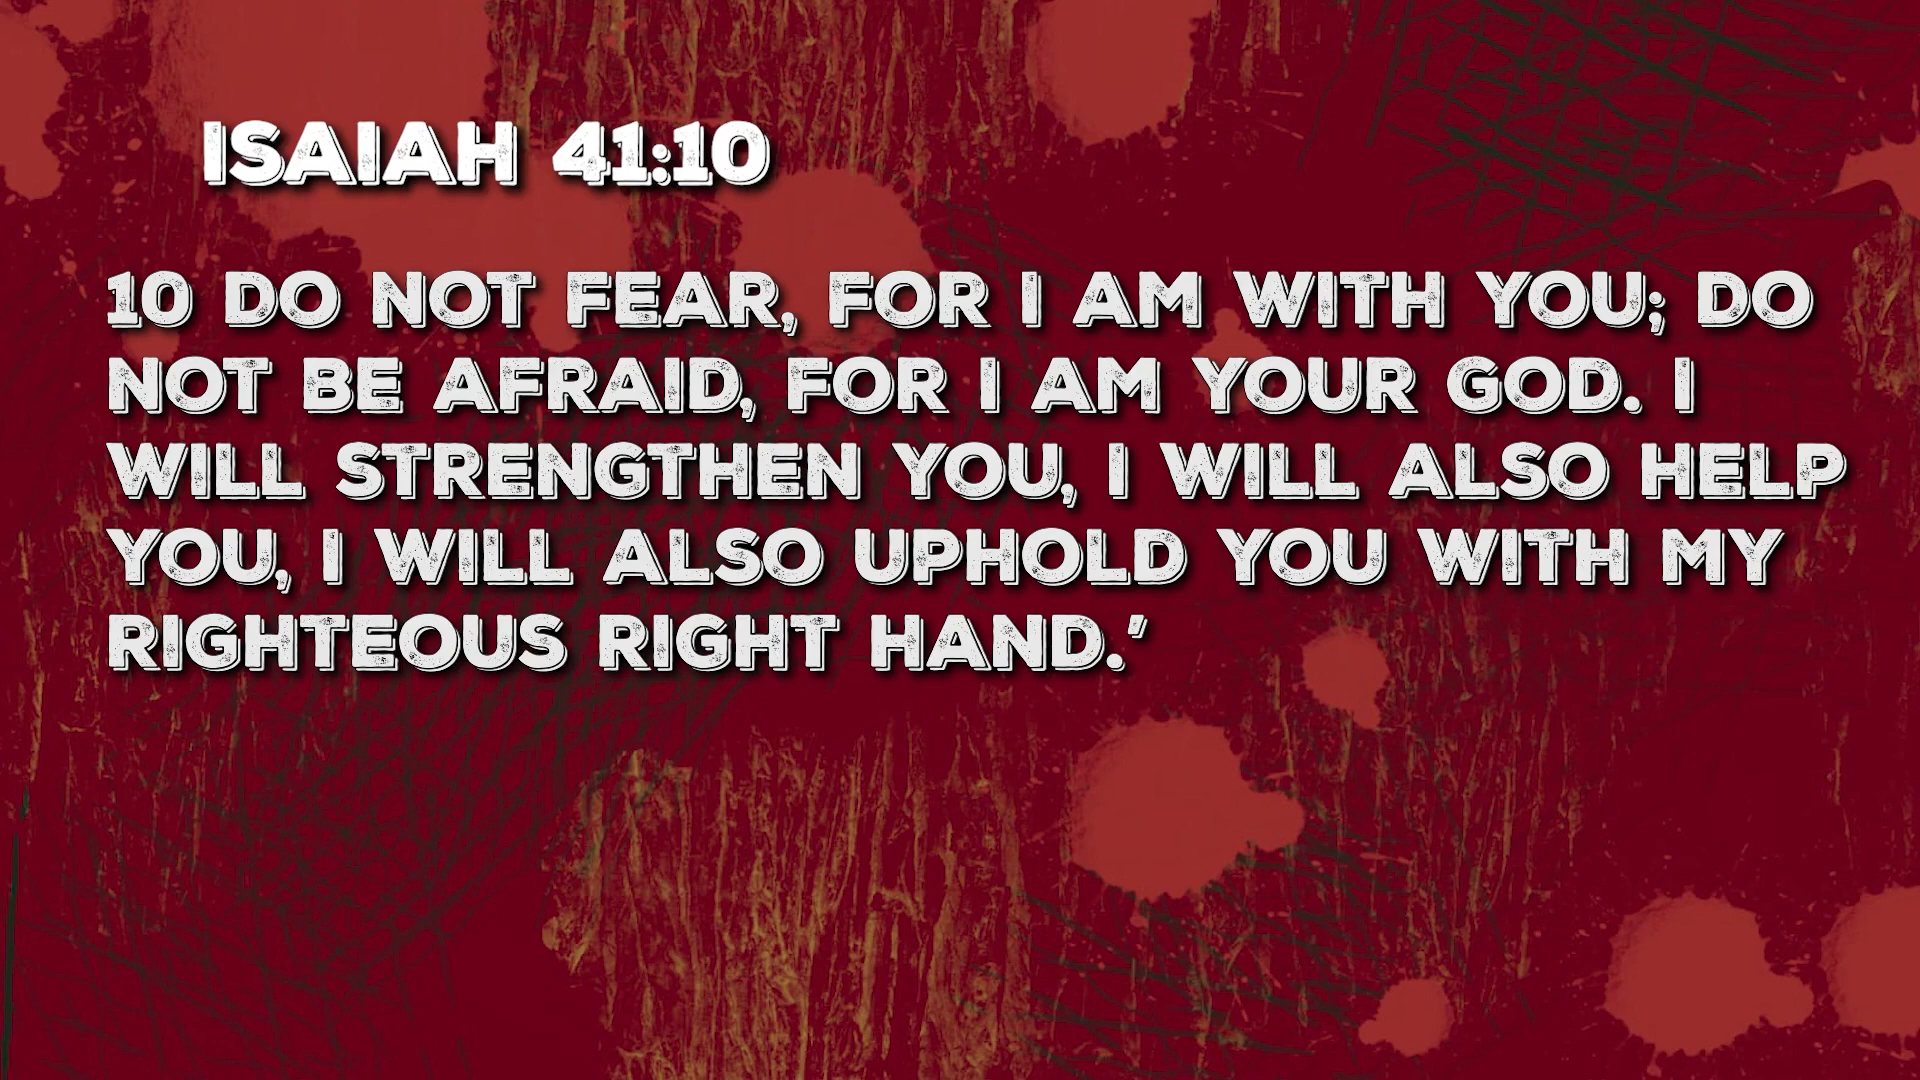 ISAIAH 41:10
10 DO NOT FEAR, FOR I AM WITH YOU; DO
NOT BE AFRAID, FOR I AM YOUR GOD. I
WILL STRENGTHEN YOU, I WILL ALSO HELP
YOU, I WILL ALSO UPHOLD YOU WITH MY
RIGHTEOUS RIGHT HAND.'